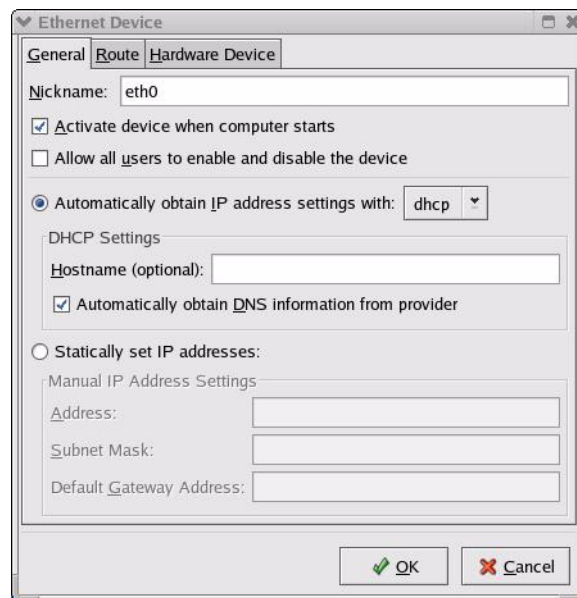 Ethernet Device
General Route Hardware Device
Nickname: eth0
Activate device when computer starts
Allow all users to enable and disable the device
Automatically obtain IP address settings with: dhcp
DHCP Settings
Hostname (optional):
Automatically obtain DNS information from provider
Statically set IP addresses:
Manual IP Address Settings
Address:
Subnet Mask:
Default Gateway Address:
OK Cancel